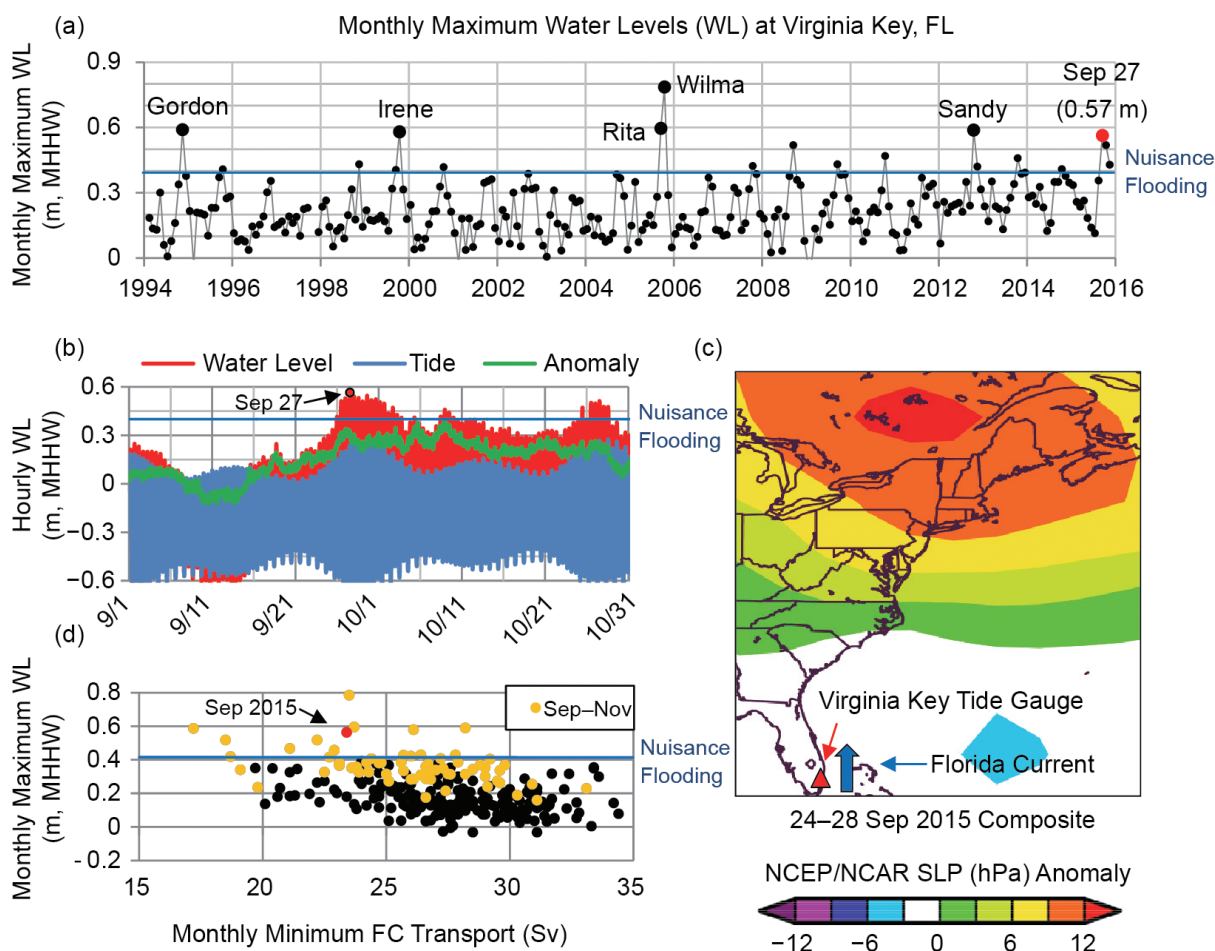 (a)
Monthly Maximum Water Levels (WL) at Virginia Key, FL
Monthly Maximum WL
(m, MHHW)
0.9
0.6
0.3
0
Gordon
Irene
Wilma
Rita
Sandy
Sep 27
(0.57 m)
Nuisance
Flooding
1994
1996
1998
2000
2002
2004
2006
2008
2010
2012
2014
2016
(b)
Water Level
Tide
Anomaly
Hourly WL
(m, MHHW)
0.6
0.3
0
−0.3
−0.6
Sep 27
Nuisance
Flooding
9/1
9/11
9/21
10/1
10/11
10/21
10/31
(c)
Virginia Key Tide Gauge
Florida Current
24–28 Sep 2015 Composite
NCEP/NCAR SLP (hPa) Anomaly
−12
−6
0
6
12
(d)
Monthly Maximum WL
(m, MHHW)
0.8
0.6
0.4
0.2
0
-0.2
Sep 2015
Sep–Nov
Nuisance
Flooding
15
20
25
30
35
Monthly Minimum FC Transport (Sv)